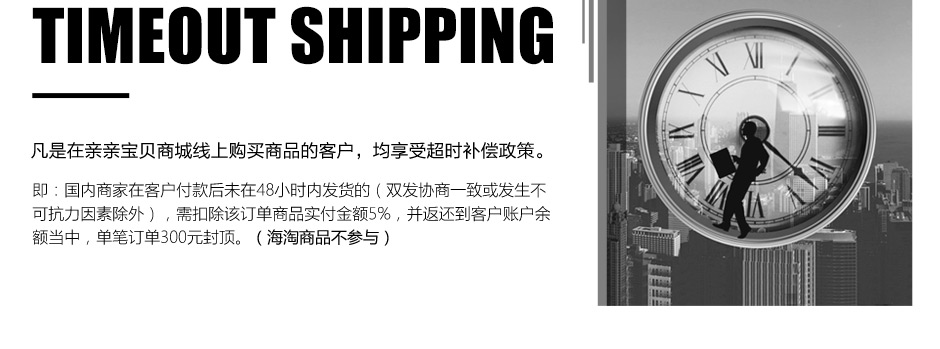 TIMEOUT SHIPPING
凡是在亲亲宝贝商城线上购买商品的客户，均享受超时补偿政策。
即：国内商家在客户付款后未在48小时内发货的（双发协商一致或发生不
可抗力因素除外），需扣除该订单商品实付金额5%，并返还到客户账户余
额当中，单笔订单300元封顶。（海淘商品不参与）